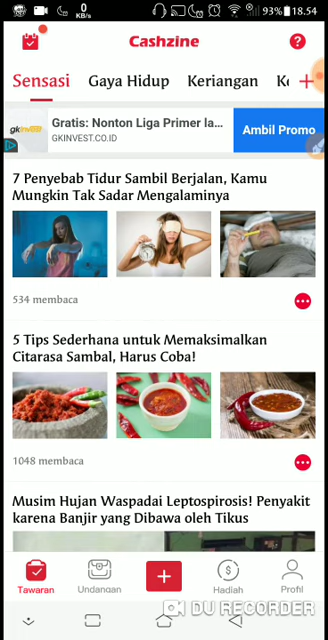 0
KB/s
93% 18.54
Cashzine
?
Sensasi Gaya Hidup Keriangan Ke +
gkinvest
Gratis: Nonton Liga Primer la...
GKINVEST.CO.ID
Ambil Promo
7 Penyebab Tidur Sambil Berjalan, Kamu
Mungkin Tak Sadar Mengalaminya
534 membaca
5 Tips Sederhana untuk Memaksimalkan
Citarasa Sambal, Harus Coba!
1048 membaca
Musim Hujan Waspadai Leptospirosis! Penyakit
karena Banjir yang Dibawa oleh Tikus
Tawaran Undangan Hadiah Profil
DU RECORDER